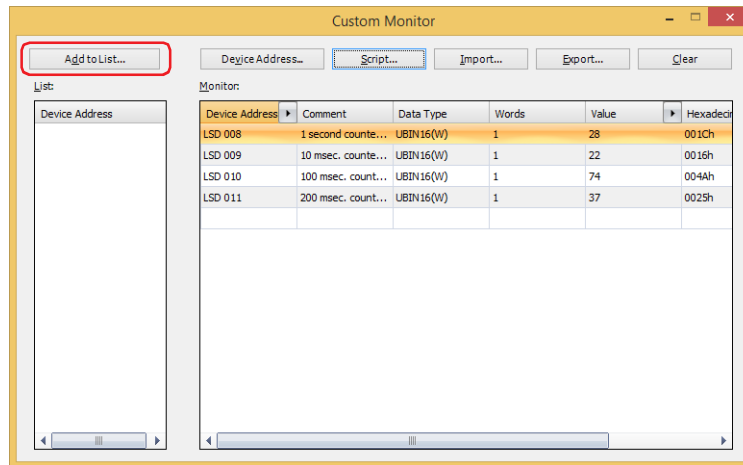 Custom Monitor
Add to List...
Device Address...
Script...
Import...
Export...
Clear
List:
Monitor:
Device Address
Device Address Comment Data Type Words Value Hexadecin
LSD 008 1 second counte... UBIN16(W) 1 28 001Ch
LSD 009 10 msec. counte... UBIN16(W) 1 22 0016h
LSD 010 100 msec. count... UBIN16(W) 1 74 004Ah
LSD 011 200 msec. count... UBIN16(W) 1 37 0025h